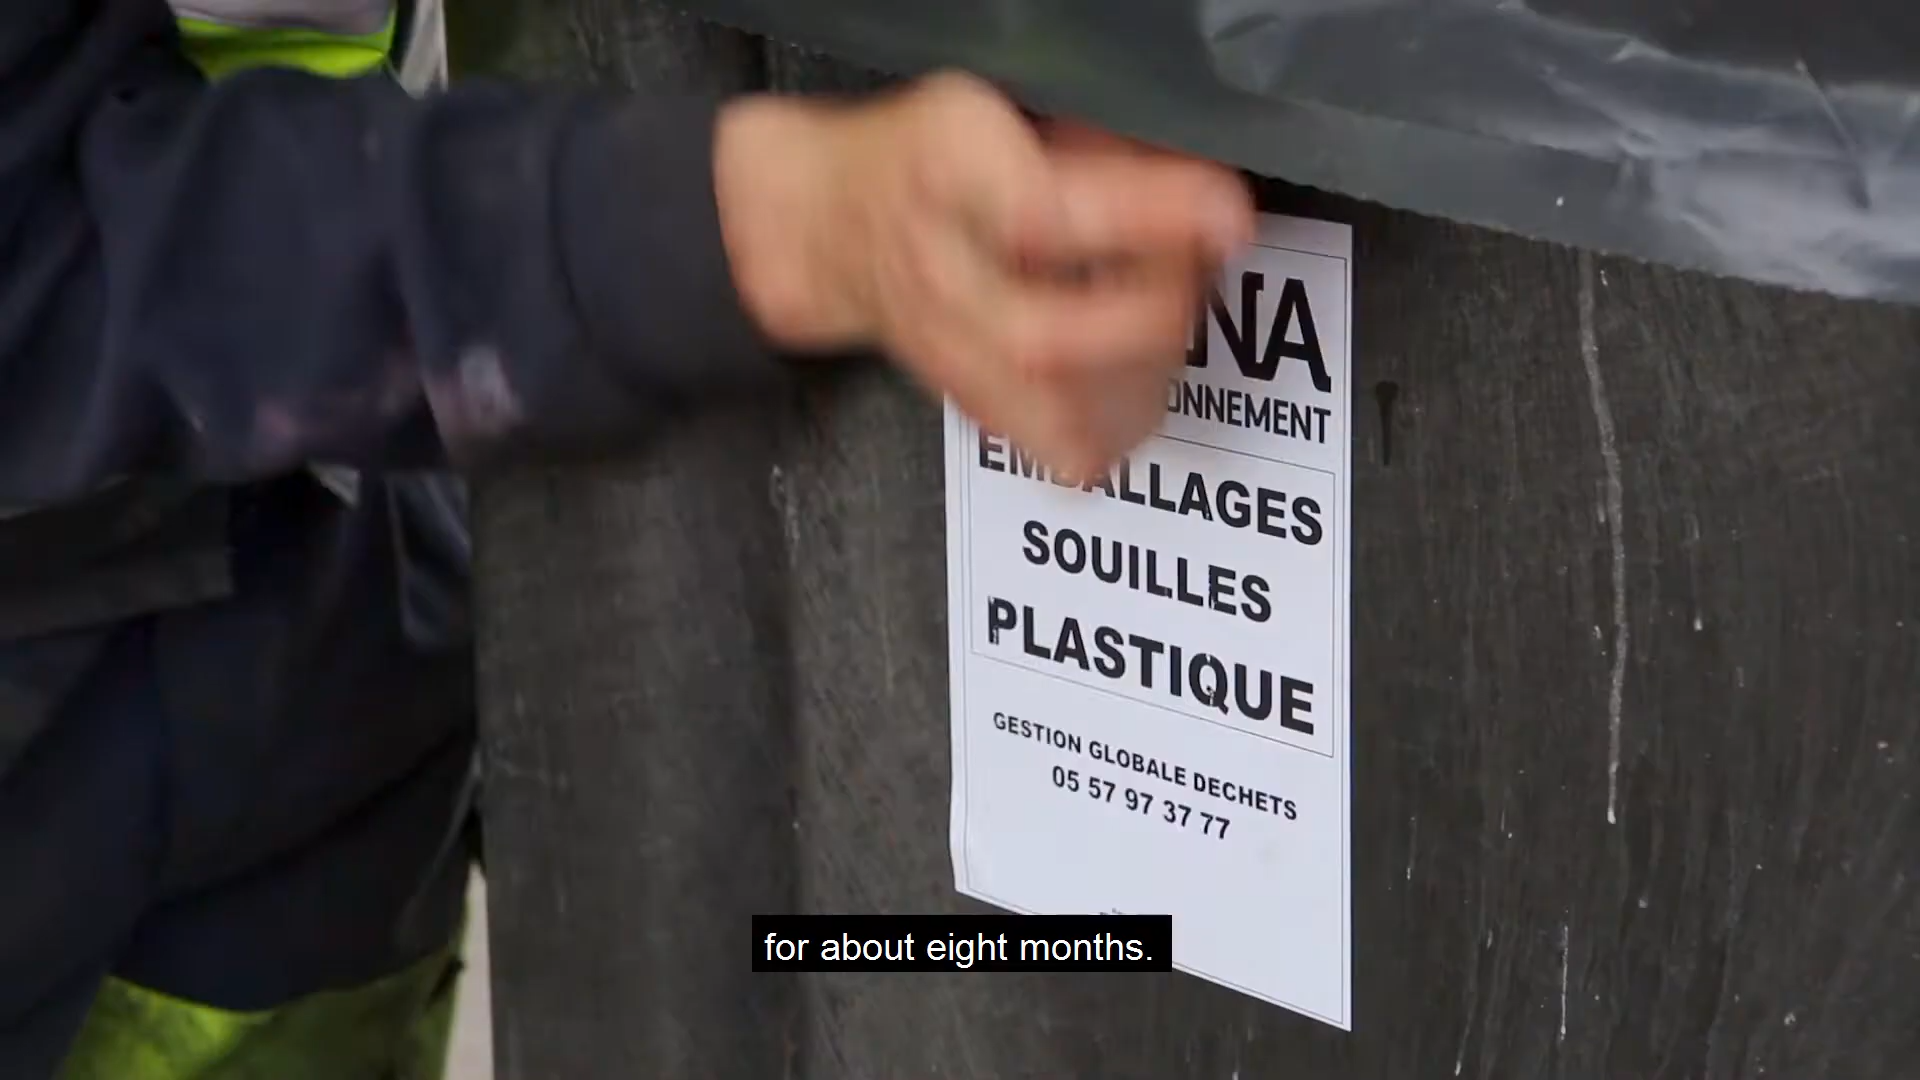 NA
ONNEMENT
EMBALLAGES
SOUILLES
PLASTIQUE
GESTION GLOBALE DECHETS
05 57 97 37 77
for about eight months.